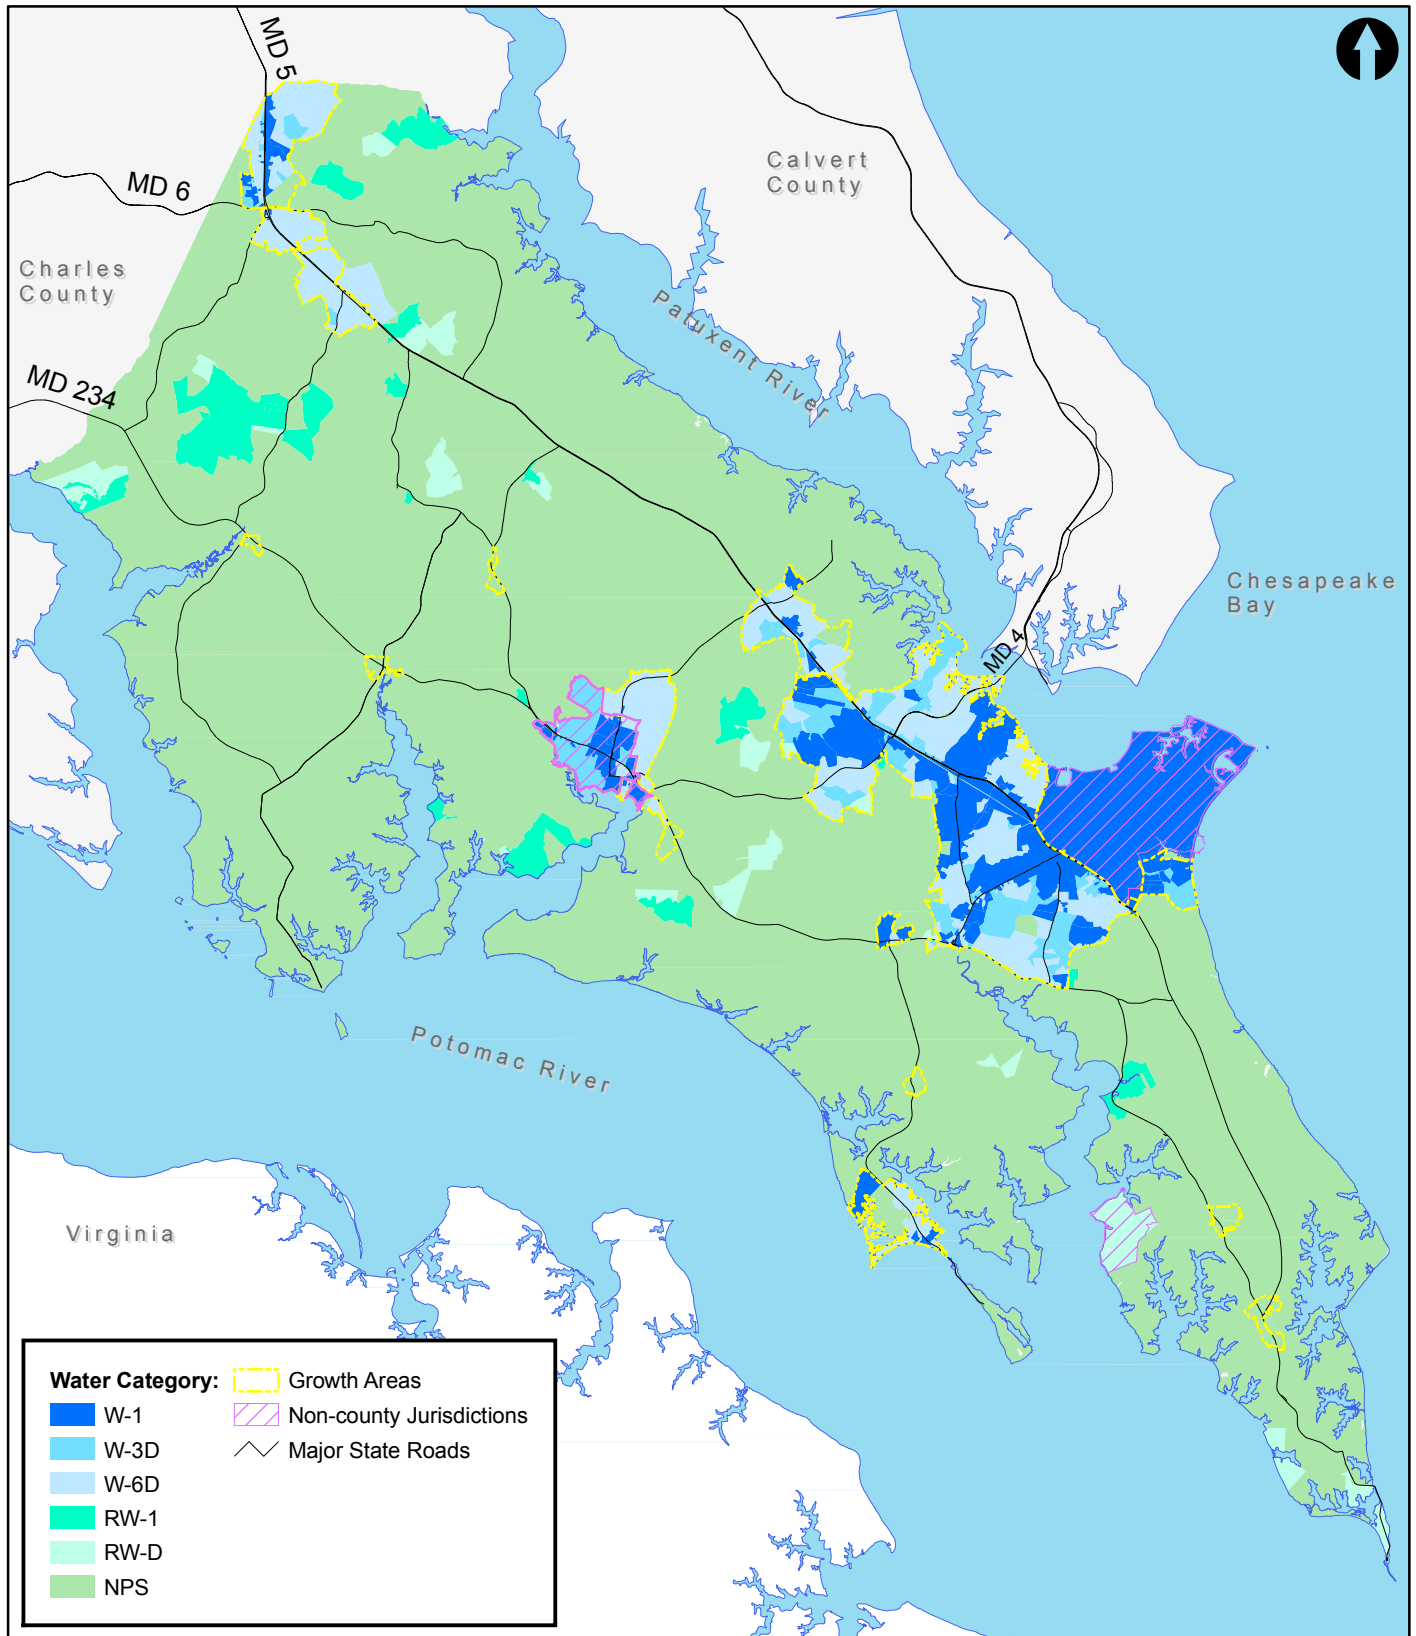 MD 5
MD 6
Calvert
County
Charles
County
Patuxent River
MD 234
Chesapeake
Bay
MD 4
Potomac River
Virginia
Water Category:
W-1
W-3D
W-6D
RW-1
RW-D
NPS
Growth Areas
Non-county Jurisdictions
Major State Roads